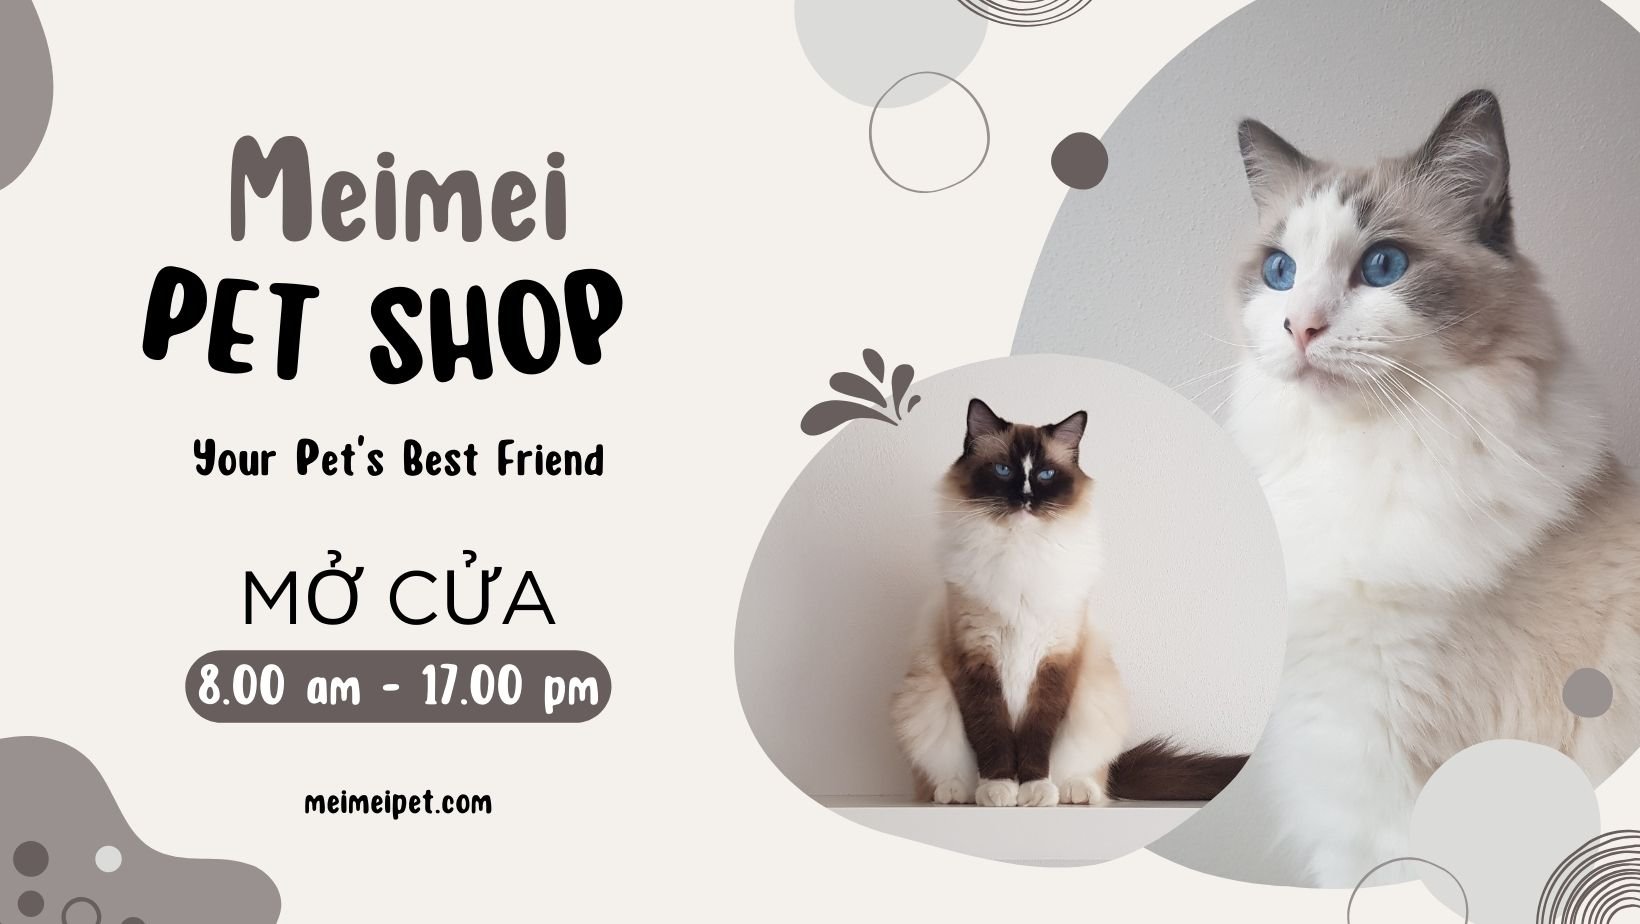 Meimei
PET SHOP
Your Pet's Best Friend
MỞ CỬA
8.00 am - 17.00 pm
meimeipet.com